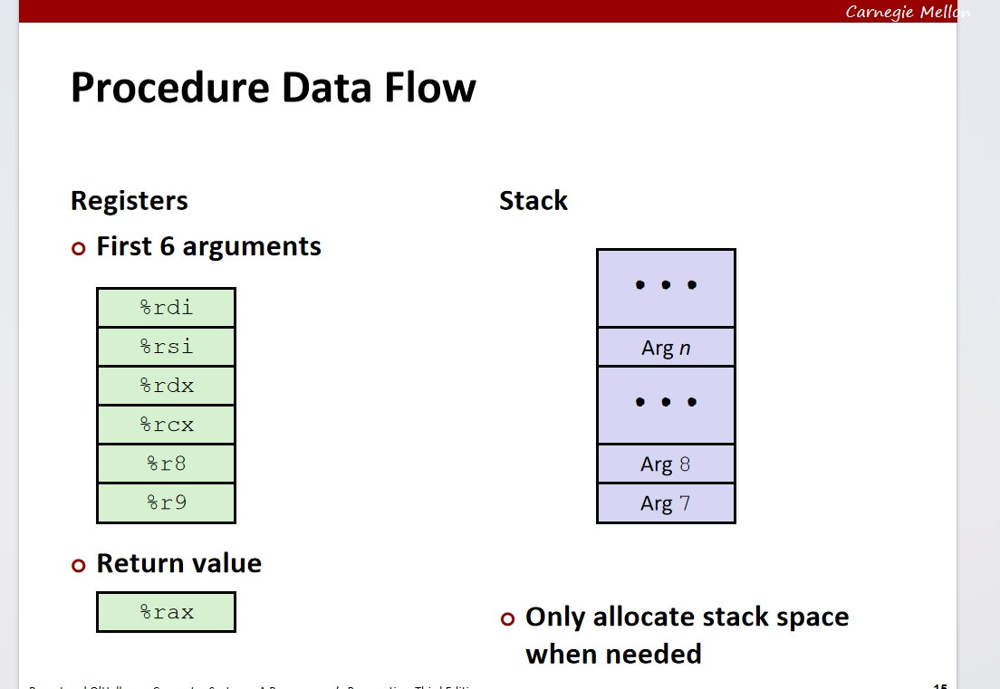 Carnegie Mellon
Procedure Data Flow
Registers
First 6 arguments
%rdi
%rsi
%rdx
%rcx
%r8
%r9
Return value
%rax
Stack
• • •
Arg n
• • •
Arg 8
Arg 7
Only allocate stack space
when needed
15